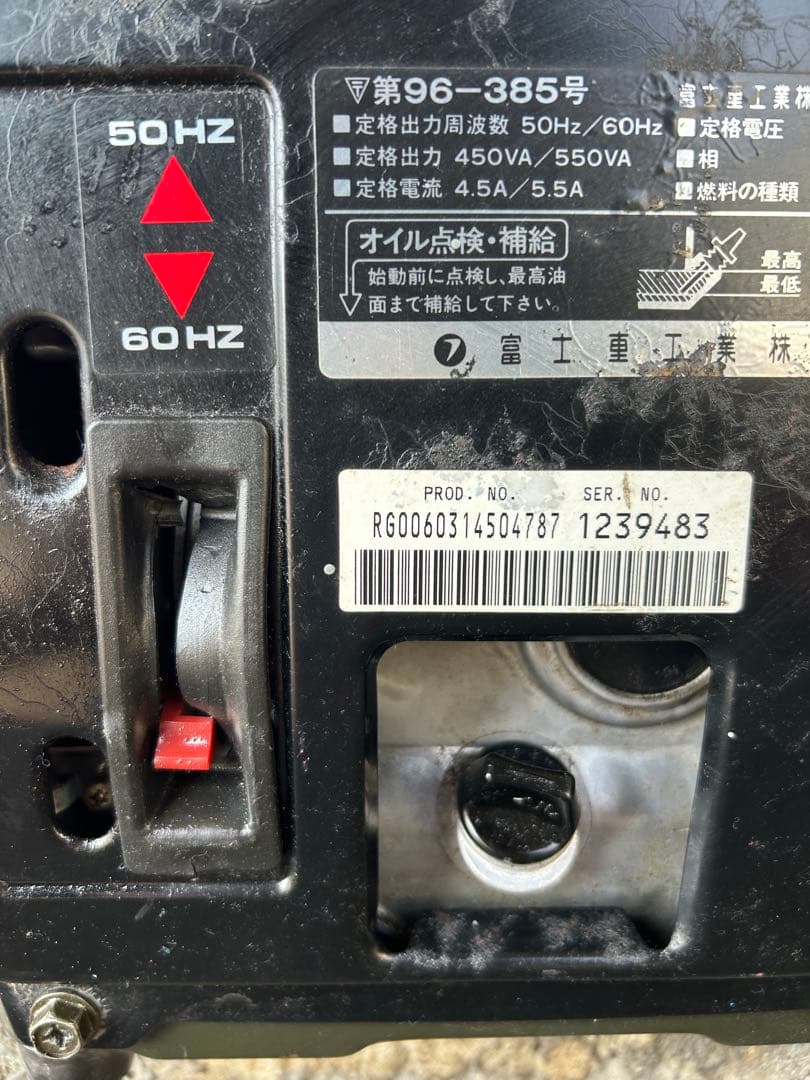 50HZ
60HZ
第96-385号
富士重工業株
定格出力周波数 50Hz/60Hz
定格電圧
定格出力 450VA/550VA
相
定格電流 4.5A/5.5A
燃料の種類
オイル点検・補給
始動前に点検し、最高油
面まで補給して下さい。
最高
最低
富士重工業株
PROD. NO. SER. NO.
RG0060314504787 1239483